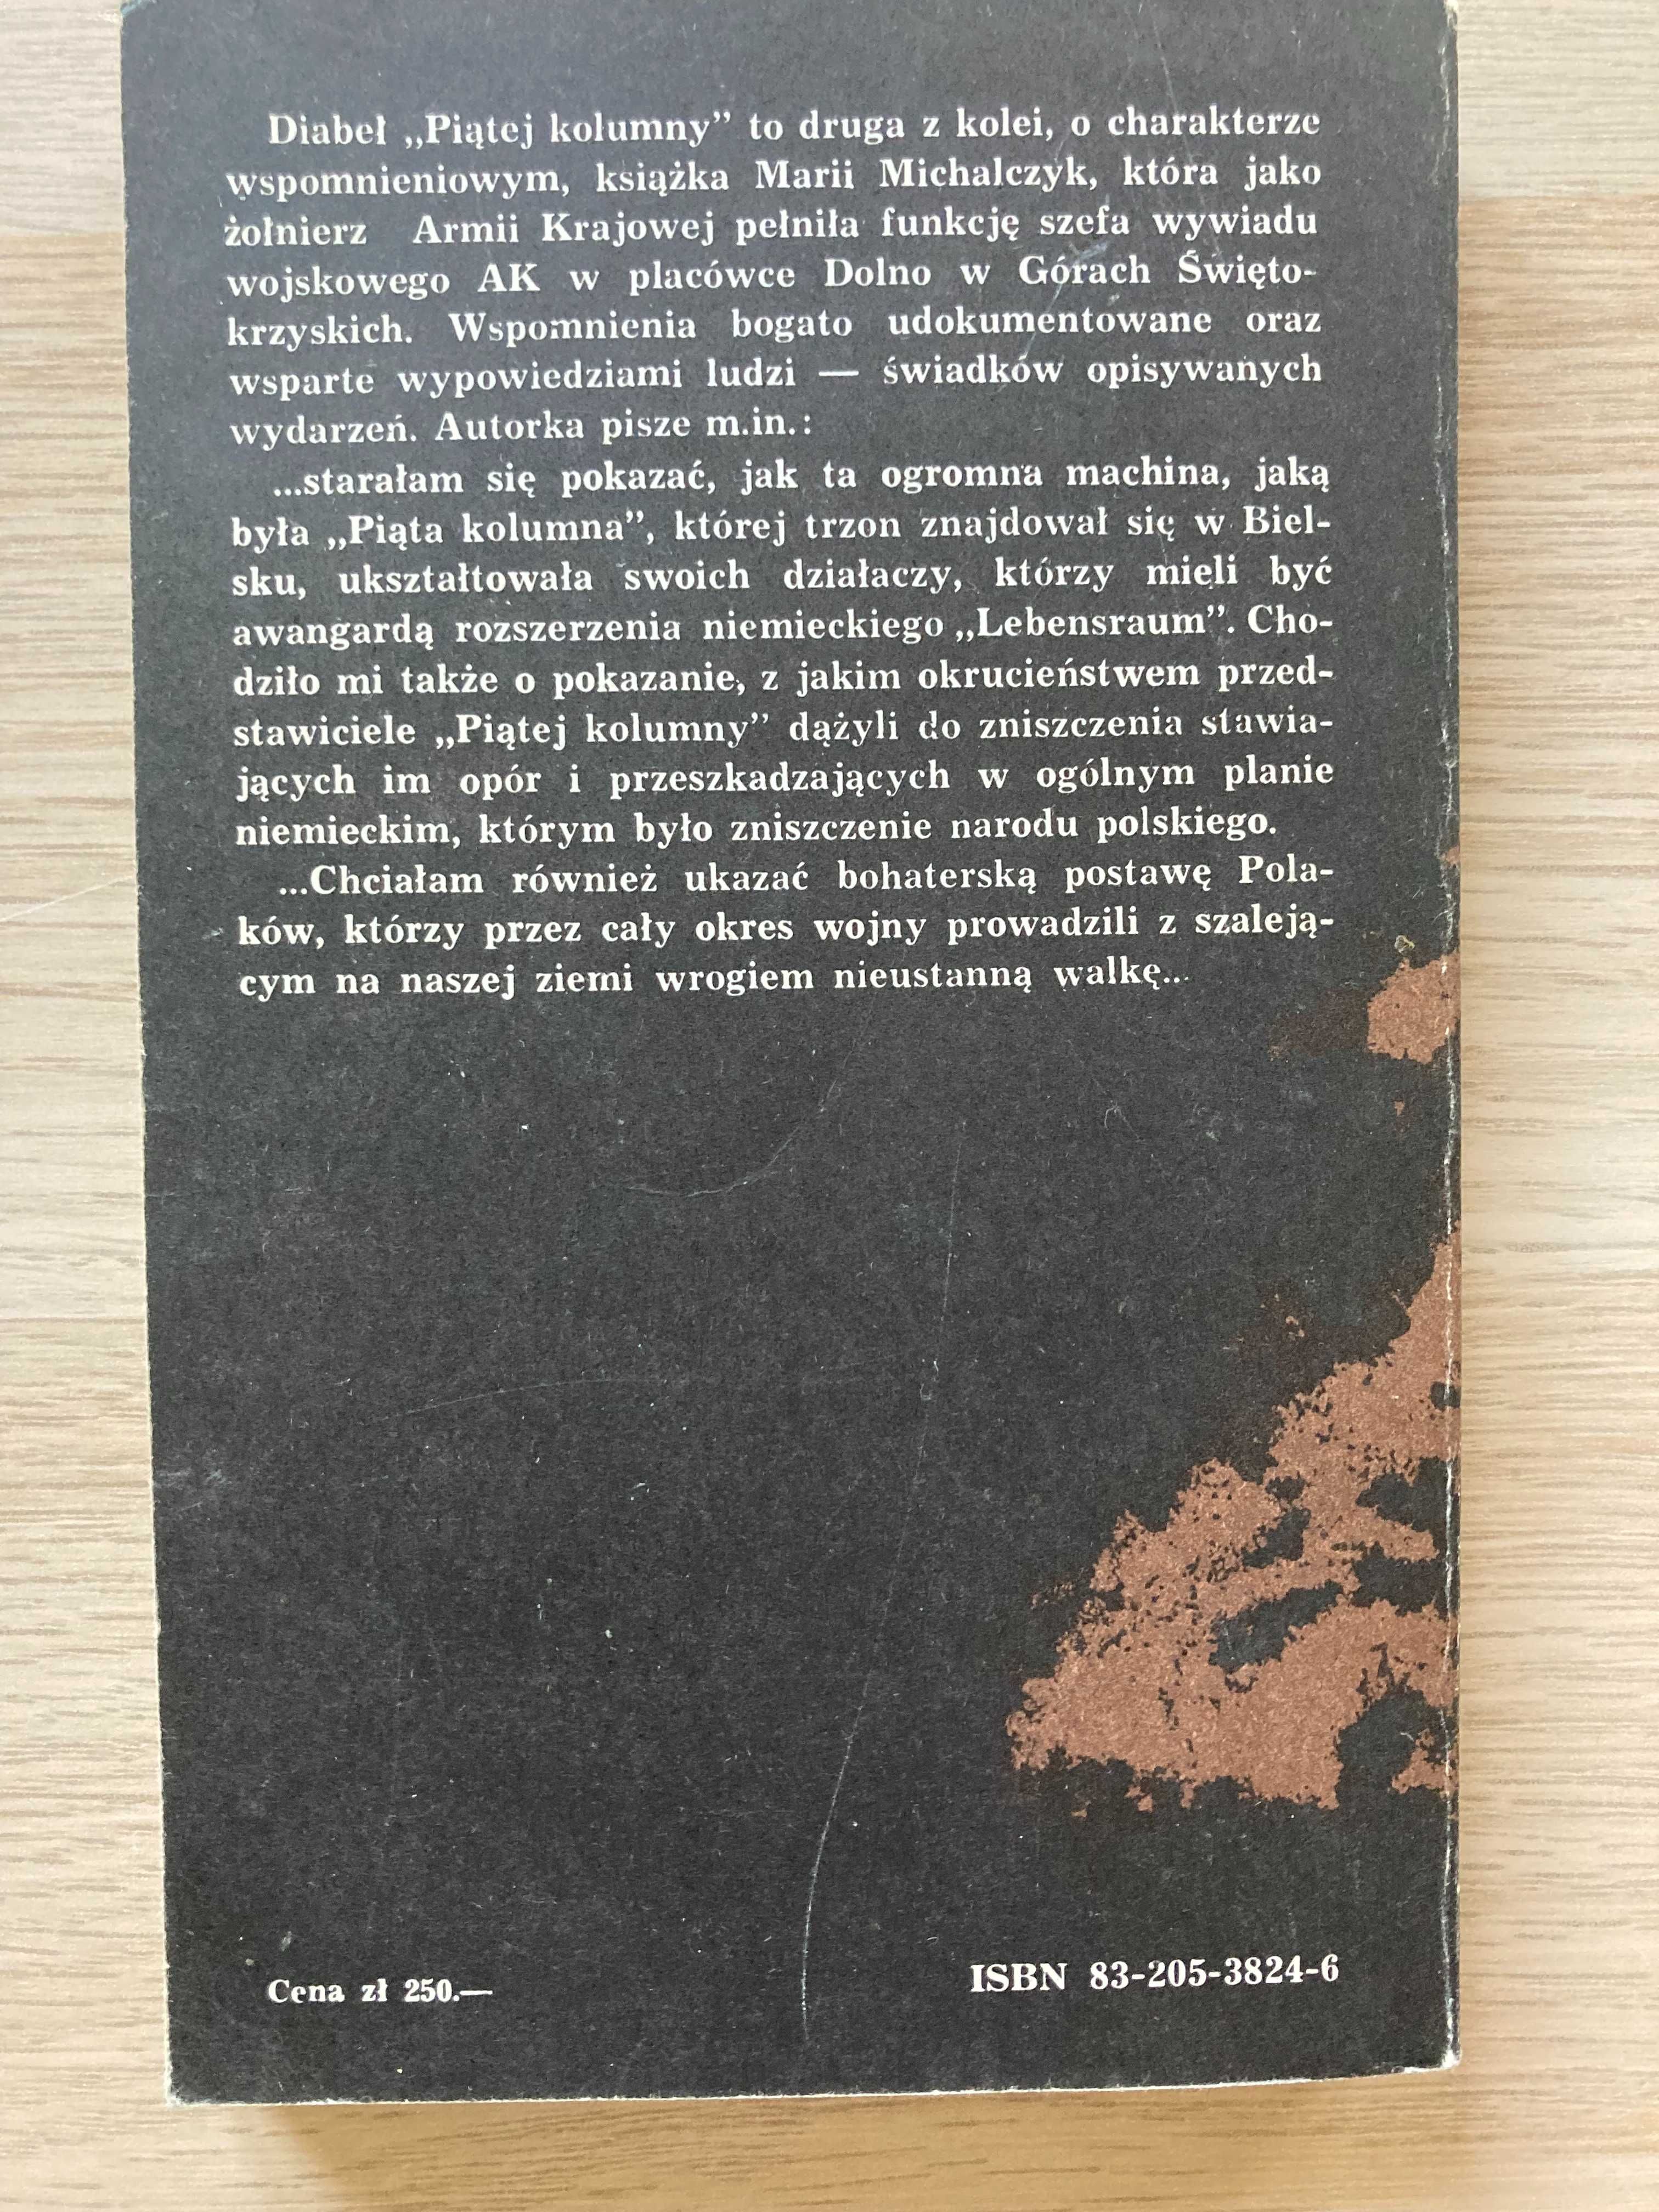 Diabeł „Piątej kolumny” to druga z kolei, o charakterze
wspomnieniowym, książka Marii Michalczyk, która jako
żołnierz Armii Krajowej pełniła funkcję szefa wywiadu
wojskowego AK w placówce Dolno w Górach Święto-
krzyskich. Wspomnienia bogato udokumentowane oraz
wsparte wypowiedziami ludzi — świadków opisywanych
wydarzeń. Autorka pisze m.in.:
...starałam się pokazać, jak ta ogromna machina, jaką
była „Piąta kolumna”, której trzon znajdował się w Biel-
sku, ukształtowała swoich działaczy, którzy mieli być
awangardą rozszerzenia niemieckiego „Lebensraum”. Cho-
dziło mi także o pokazanie, z jakim okrucieństwem przed-
stawiciele „Piątej kolumny” dążyli do zniszczenia stawia-
jących im opór i przeszkadzających w ogólnym planie
niemieckim, którym było zniszczenie narodu polskiego.
...Chciałam również ukazać bohaterską postawę Pola-
ków, którzy przez cały okres wojny prowadzili z szaleją-
cym na naszej ziemi wrogiem nieustanną walkę...
Cena zł 250.—
ISBN 83-205-3824-6